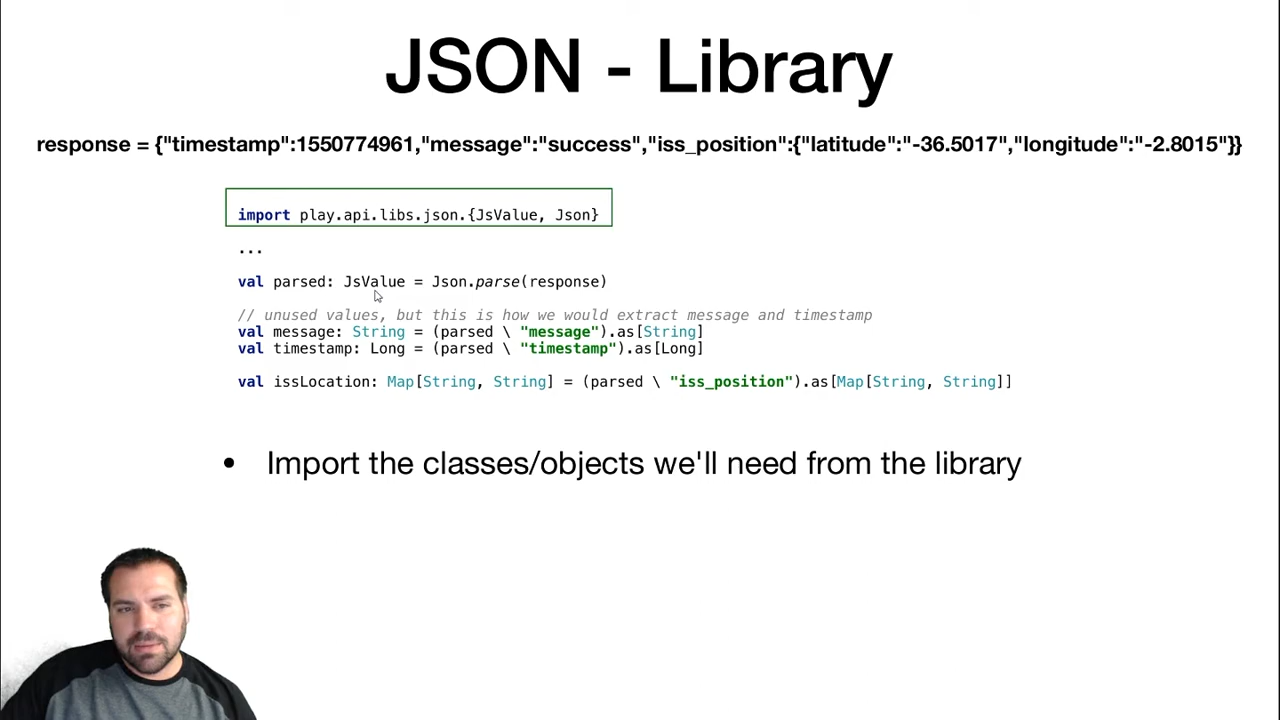 JSON - Library
response = {"timestamp":1550774961,"message":"success","iss_position":{"latitude":"-36.5017","longitude":"-2.8015"}}
import play.api.libs.json.{JsValue, Json}
...
val parsed: JsValue = Json.parse(response)
// unused values, but this is how we would extract message and timestamp
val message: String = (parsed \ "message").as[String]
val timestamp: Long = (parsed \ "timestamp").as[Long]
val issLocation: Map[String, String] = (parsed \ "iss_position").as[Map[String, String]]
• Import the classes/objects we'll need from the library